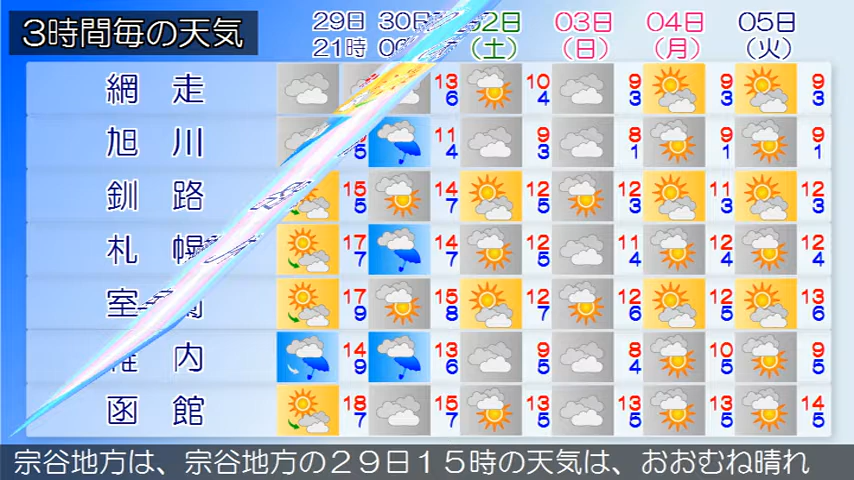 3時間毎の天気
29日 30日 02日 03日 04日 05日
21時 (土) (日) (月) (火)
網走 13 6 10 4 9 3 9 3 9 3
旭川 5 11 4 9 3 8 1 9 1 9 1
釧路 15 5 14 7 12 5 12 3 11 3 12 3
札幌 17 7 14 7 12 5 11 4 12 4 12 4
室蘭 17 9 15 8 12 7 12 6 12 5 13 6
稚内 14 9 13 6 9 5 8 4 10 5 9 5
函館 18 7 15 7 13 5 13 5 13 5 14 5
宗谷地方は、宗谷地方の29日15時の天気は、おおむね晴れ